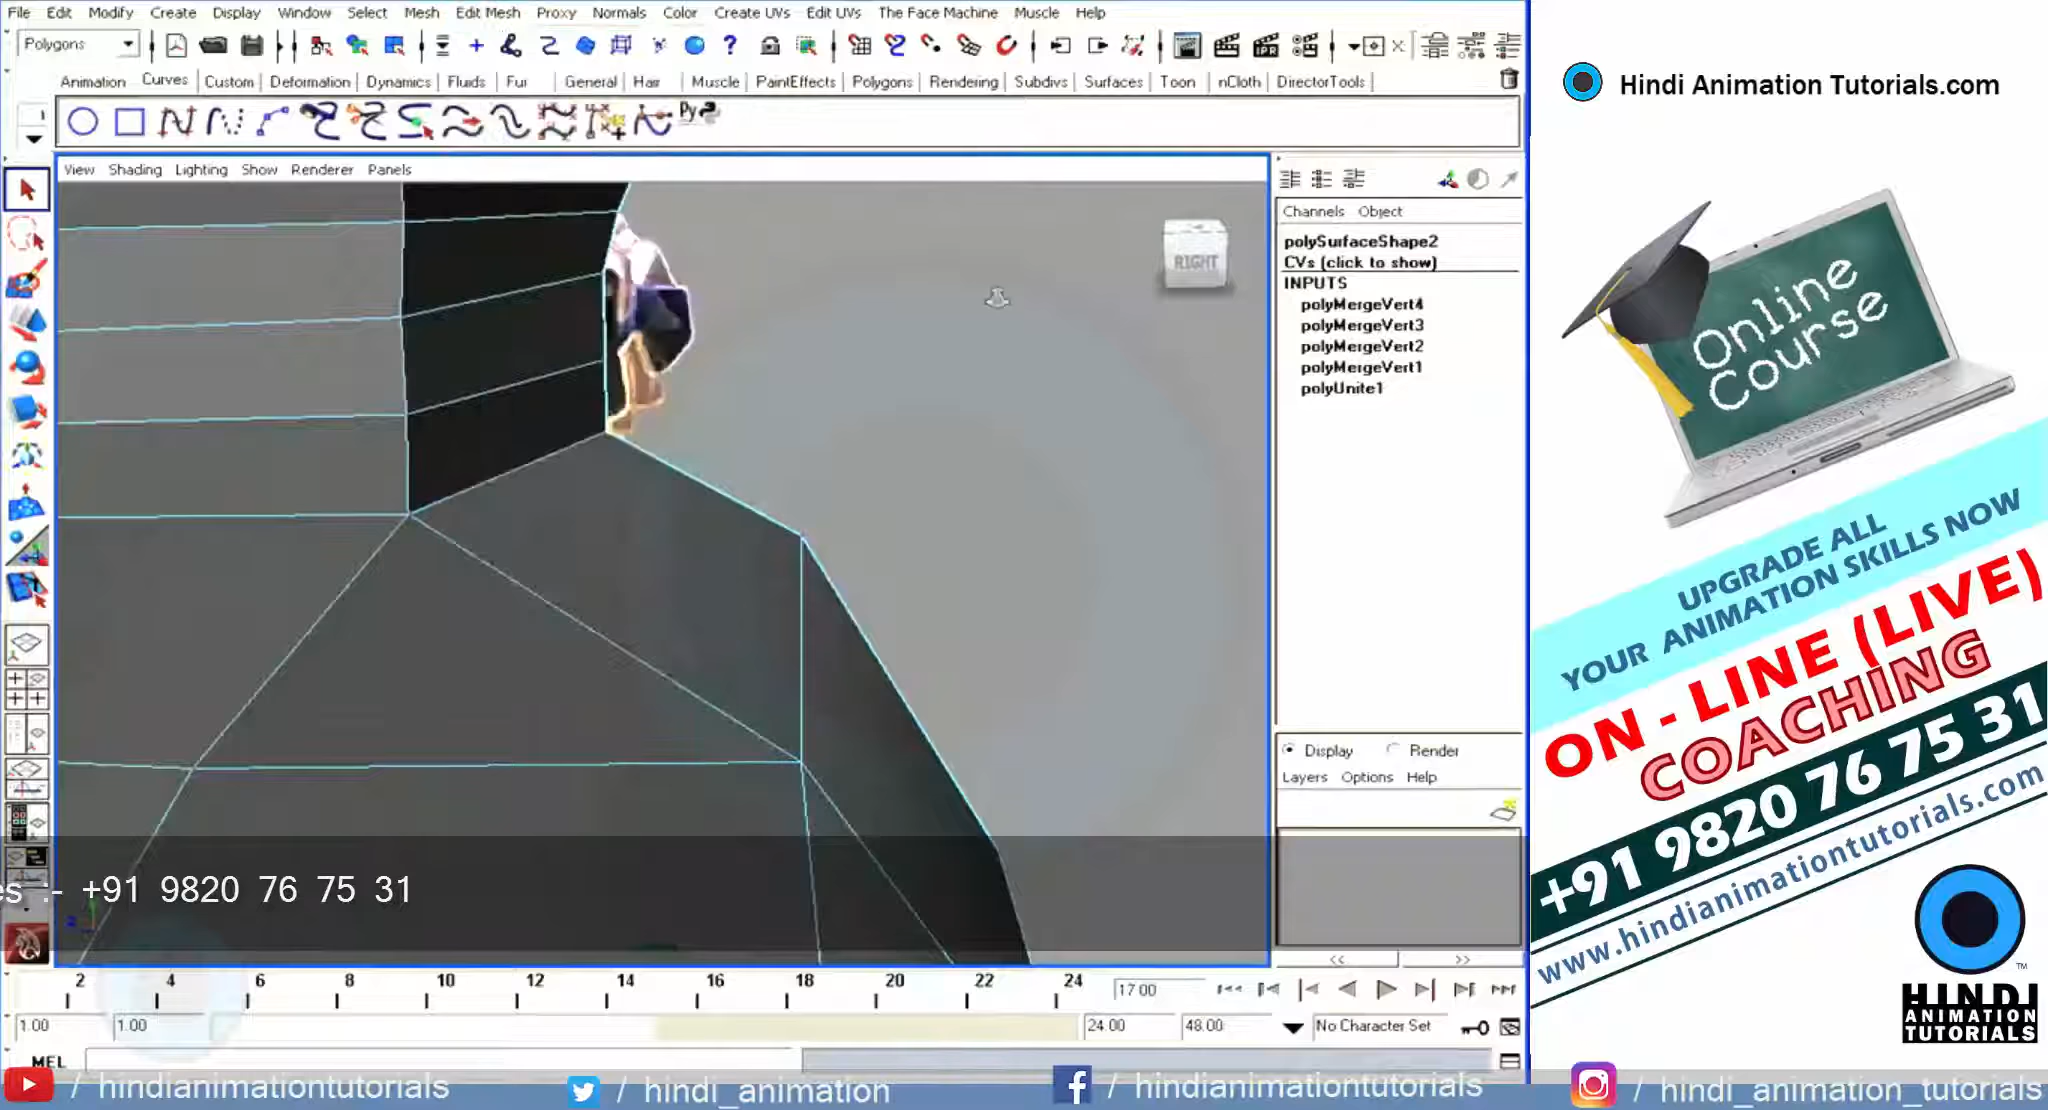 File Edit Modify Create Display Window Select Mesh Edit Mesh Proxy Normals Color Create UVs Edit UVs The Face Machine Muscle Help
Polygons
IPR
Animation Curves Custom Deformation Dynamics Fluids Fur General Hair Muscle PaintEffects Polygons Rendering Subdivs Surfaces Toon nCloth DirectorTools
Py
View Shading Lighting Show Renderer Panels
RIGHT
Channels Object
polySurfaceShape2
CVs (click to show)
INPUTS
polyMergeVert4
polyMergeVert3
polyMergeVert2
polyMergeVert1
polyUnite1
Display Render
Layers Options Help
<< >>
es :- +91 9820 76 75 31
2 4 6 8 10 12 14 16 18 20 22 24
17.00
1.00 1.00 24.00 48.00 No Character Set
MEL
/ hindianimationtutorials / hindi_animation / hindianimationtutorials / hindi_animation_tutorials
Hindi Animation Tutorials.com
Online
Course
UPGRADE ALL
YOUR ANIMATION SKILLS NOW
ON - LINE (LIVE)
COACHING
+91 9820 76 75 31
www.hindianimationtutorials.com
TM
HINDI
ANIMATION
TUTORIALS